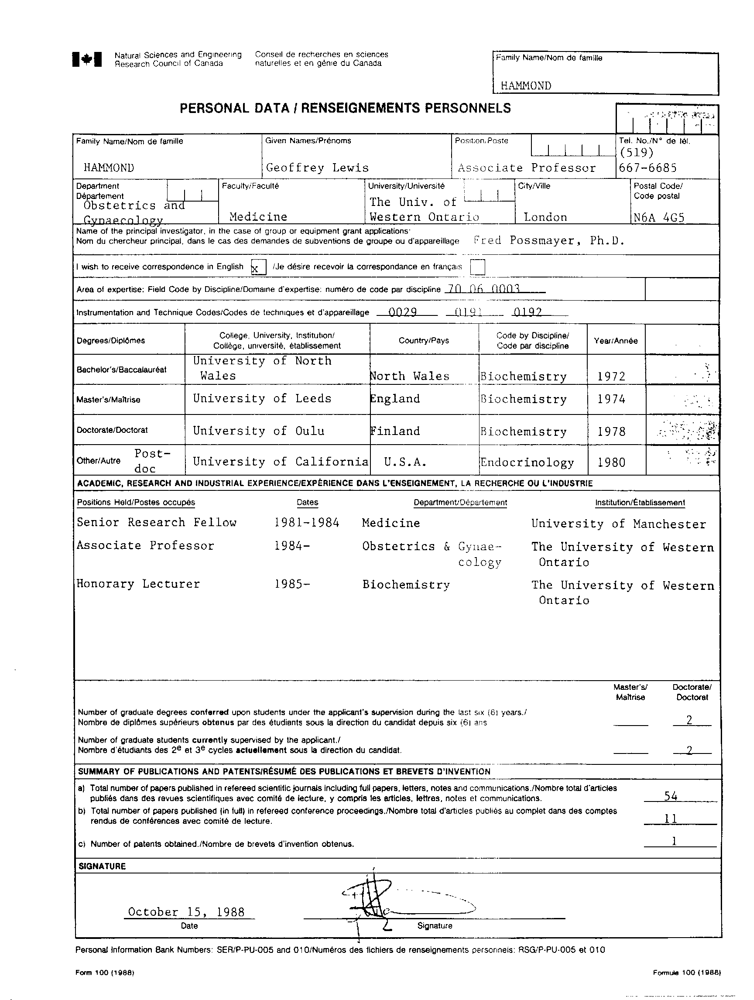 Natural Sciences and Engineering Research Council of Canada
Conseil de recherches en sciences naturelles et en génie du Canada
Family Name/Nom de famille
HAMMOND
PERSONAL DATA / RENSEIGNEMENTS PERSONNELS
Family Name/Nom de famille Given Names/Prénoms Position/Poste Tel. No./N° de tél.
HAMMOND Geoffrey Lewis Associate Professor (519) 667-6685
Department Département Faculty/Faculté University/Université City/Ville Postal Code/ Code postal
Obstetrics and Gynaecology Medicine The Univ. of Western Ontario London N6A 4G5
Name of the principal investigator, in the case of group or equipment grant applications:
Nom du chercheur principal, dans le cas des demandes de subventions de groupe ou d'appareillage Fred Possmayer, Ph.D.
I wish to receive correspondence in English x /Je désire recevoir la correspondance en français
Area of expertise: Field Code by Discipline/Domaine d'expertise: numéro de code par discipline 70 06 0003
Instrumentation and Technique Codes/Codes de techniques et d'appareillage 0029 0191 0192
Degrees/Diplômes College, University, Institution/ Collège, université, établissement Country/Pays Code by Discipline/ Code par discipline Year/Année
Bachelor's/Baccalauréat University of North Wales North Wales Biochemistry 1972
Master's/Maîtrise University of Leeds England Biochemistry 1974
Doctorate/Doctorat University of Oulu Finland Biochemistry 1978
Other/Autre Post-doc University of California U.S.A. Endocrinology 1980
ACADEMIC, RESEARCH AND INDUSTRIAL EXPERIENCE/EXPÉRIENCE DANS L'ENSEIGNEMENT, LA RECHERCHE OU L'INDUSTRIE
Positions Held/Postes occupés Dates Department/Département Institution/Établissement
Senior Research Fellow 1981-1984 Medicine University of Manchester
Associate Professor 1984- Obstetrics & Gynae- The University of Western
cology Ontario
Honorary Lecturer 1985- Biochemistry The University of Western
Ontario
Master's/ Maîtrise Doctorate/ Doctorat
Number of graduate degrees conferred upon students under the applicant's supervision during the last six (6) years./
Nombre de diplômes supérieurs obtenus par des étudiants sous la direction du candidat depuis six (6) ans 2
Number of graduate students currently supervised by the applicant./
Nombre d'étudiants des 2e et 3e cycles actuellement sous la direction du candidat. 2
SUMMARY OF PUBLICATIONS AND PATENTS/RÉSUMÉ DES PUBLICATIONS ET BREVETS D'INVENTION
a) Total number of papers published in refereed scientific journals including full papers, letters, notes and communications./Nombre total d'articles
publiés dans des revues scientifiques avec comité de lecture, y compris les articles, lettres, notes et communications. 54
b) Total number of papers published (in full) in refereed conference proceedings./Nombre total d'articles publiés au complet dans des comptes
rendus de conférences avec comité de lecture. 11
c) Number of patents obtained./Nombre de brevets d'invention obtenus. 1
SIGNATURE
October 15, 1988
Date Signature
Personal Information Bank Numbers: SER/P-PU-005 and 010/Numéros des fichiers de renseignements personnels: RSG/P-PU-005 et 010
Form 100 (1988) Formule 100 (1988)